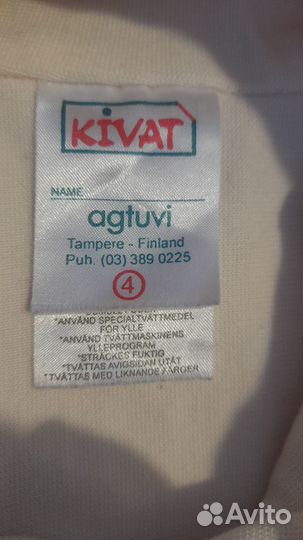 KIVAT
NAME
agtuvi
Tampere - Finland
Puh. (03) 389 0225
4
*ANVÄND SPECIALTVÄTTMEDEL
FÖR YLLE
*ANVÄND TVÄTTMASKINENS
YLLEPROGRAM
*STRÄCKES FUKTIG
*TVÄTTAS AVIGSIDAN UTÅT
*TVÄTTAS MED LIKNANDE FÄRGER
Avito